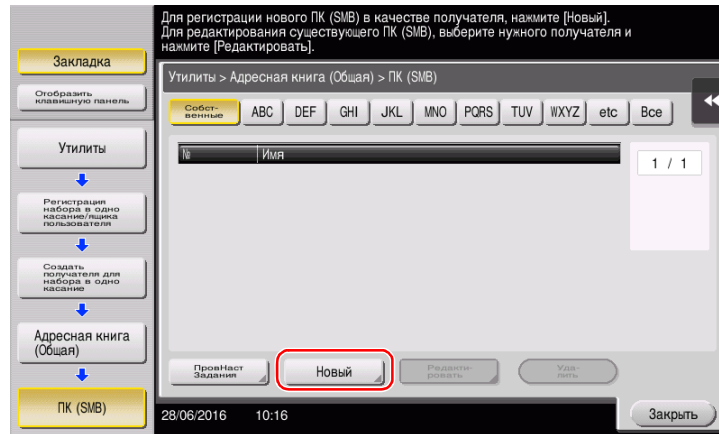 Для регистрации нового ПК (SMB) в качестве получателя, нажмите [Новый].
Для редактирования существующего ПК (SMB), выберите нужного получателя и
нажмите [Редактировать].
Закладка
Отобразить
клавишную панель
Утилиты
Регистрация
набора в одно
касание/ящика
пользователя
Создать
получателя для
набора в одно
касание
Адресная книга
(Общая)
ПК (SMB)
Утилиты > Адресная книга (Общая) > ПК (SMB)
Собст-
венные
ABC
DEF
GHI
JKL
MNO
PQRS
TUV
WXYZ
etc
Все
№
Имя
1 / 1
ПровНаст
Задания
Новый
Редакти-
ровать
Уда-
лить
28/06/2016
10:16
Закрыть